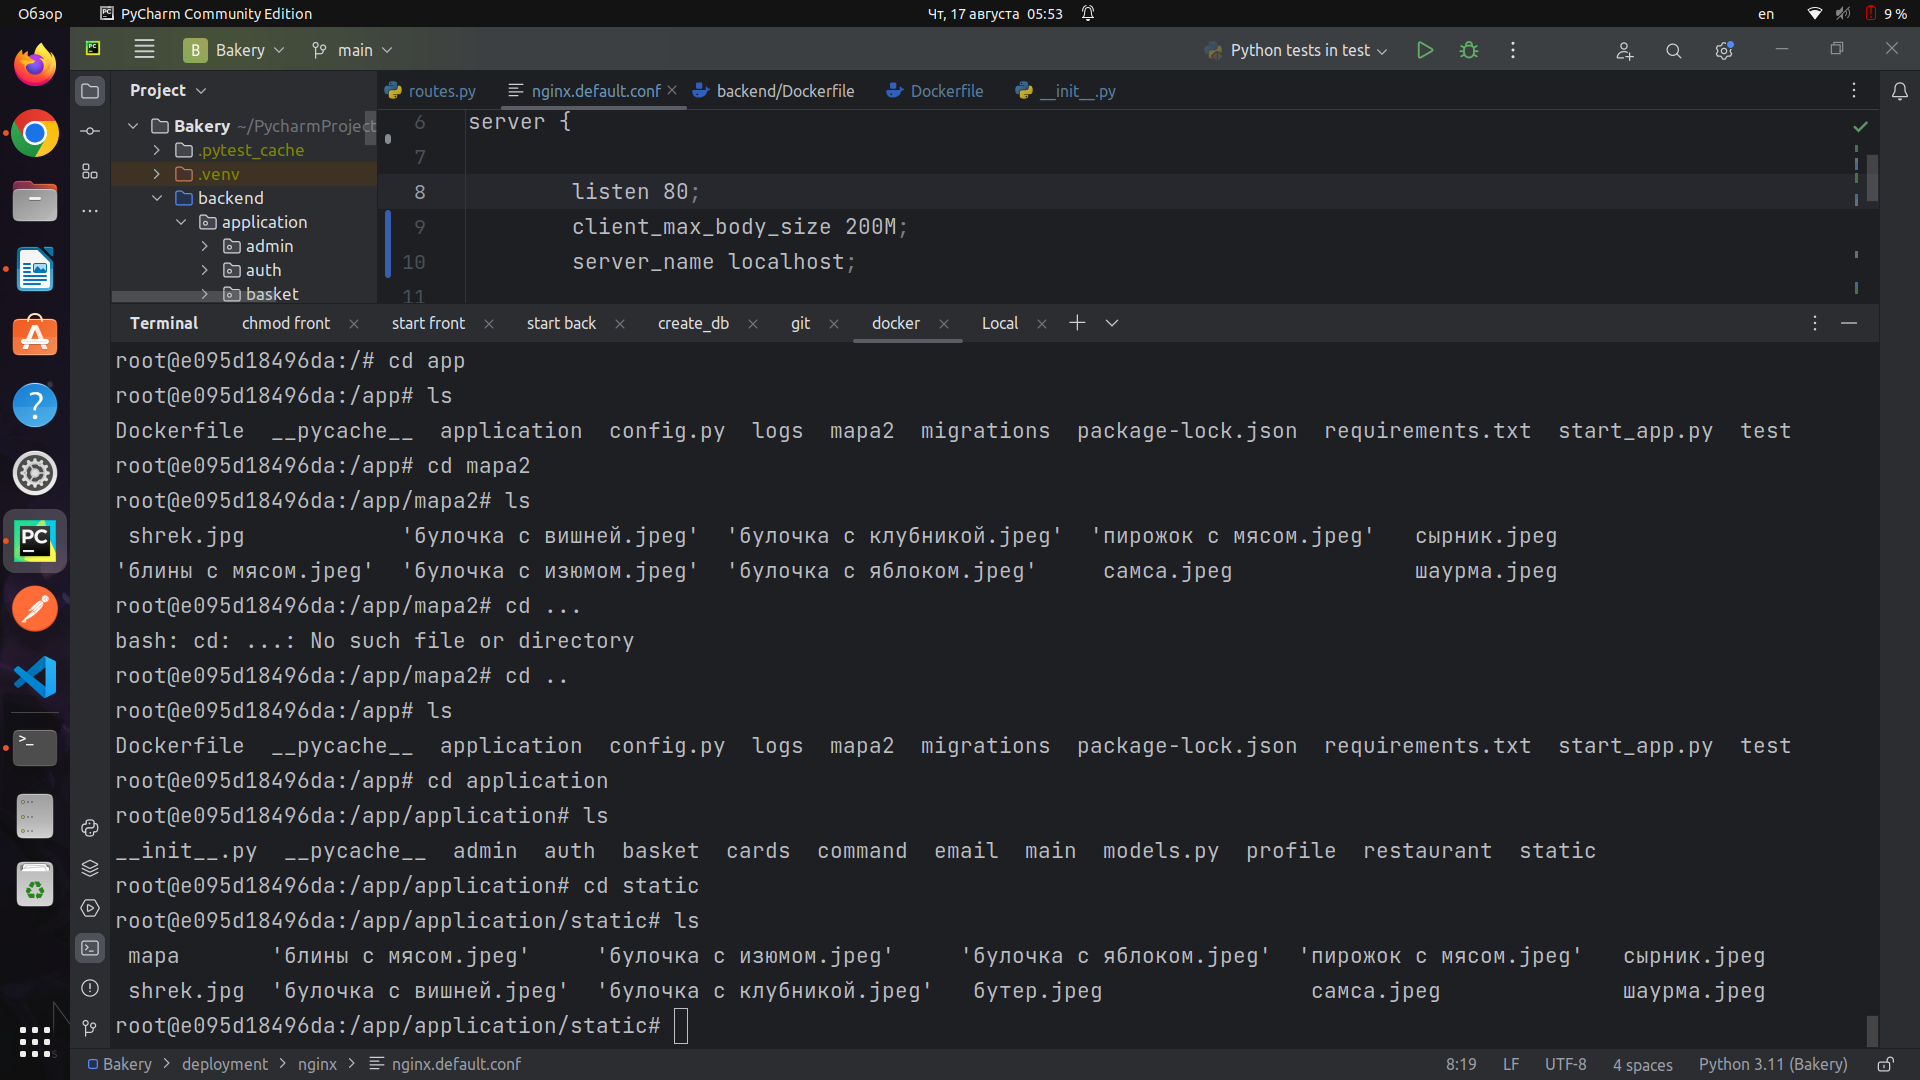 Обзор PyCharm Community Edition Чт, 17 августа 05:53 en 9 %
B Bakery main Python tests in test
Project routes.py nginx.default.conf backend/Dockerfile Dockerfile __init__.py
Bakery ~/PycharmProject
.pytest_cache
.venv
backend
application
admin
auth
basket
6 server {
7
8 listen 80;
9 client_max_body_size 200M;
10 server_name localhost;
11
Terminal chmod front start front start back create_db git docker Local
root@e095d18496da:/# cd app
root@e095d18496da:/app# ls
Dockerfile __pycache__ application config.py logs mapa2 migrations package-lock.json requirements.txt start_app.py test
root@e095d18496da:/app# cd mapa2
root@e095d18496da:/app/mapa2# ls
shrek.jpg 'булочка с вишней.jpeg' 'булочка с клубникой.jpeg' 'пирожок с мясом.jpeg' сырник.jpeg
'блины с мясом.jpeg' 'булочка с изюмом.jpeg' 'булочка с яблоком.jpeg' самса.jpeg шаурма.jpeg
root@e095d18496da:/app/mapa2# cd ...
bash: cd: ...: No such file or directory
root@e095d18496da:/app/mapa2# cd ..
root@e095d18496da:/app# ls
Dockerfile __pycache__ application config.py logs mapa2 migrations package-lock.json requirements.txt start_app.py test
root@e095d18496da:/app# cd application
root@e095d18496da:/app/application# ls
__init__.py __pycache__ admin auth basket cards command email main models.py profile restaurant static
root@e095d18496da:/app/application# cd static
root@e095d18496da:/app/application/static# ls
mapa 'блины с мясом.jpeg' 'булочка с изюмом.jpeg' 'булочка с яблоком.jpeg' 'пирожок с мясом.jpeg' сырник.jpeg
shrek.jpg 'булочка с вишней.jpeg' 'булочка с клубникой.jpeg' бутер.jpeg самса.jpeg шаурма.jpeg
root@e095d18496da:/app/application/static#
Bakery > deployment > nginx > nginx.default.conf 8:19 LF UTF-8 4 spaces Python 3.11 (Bakery)